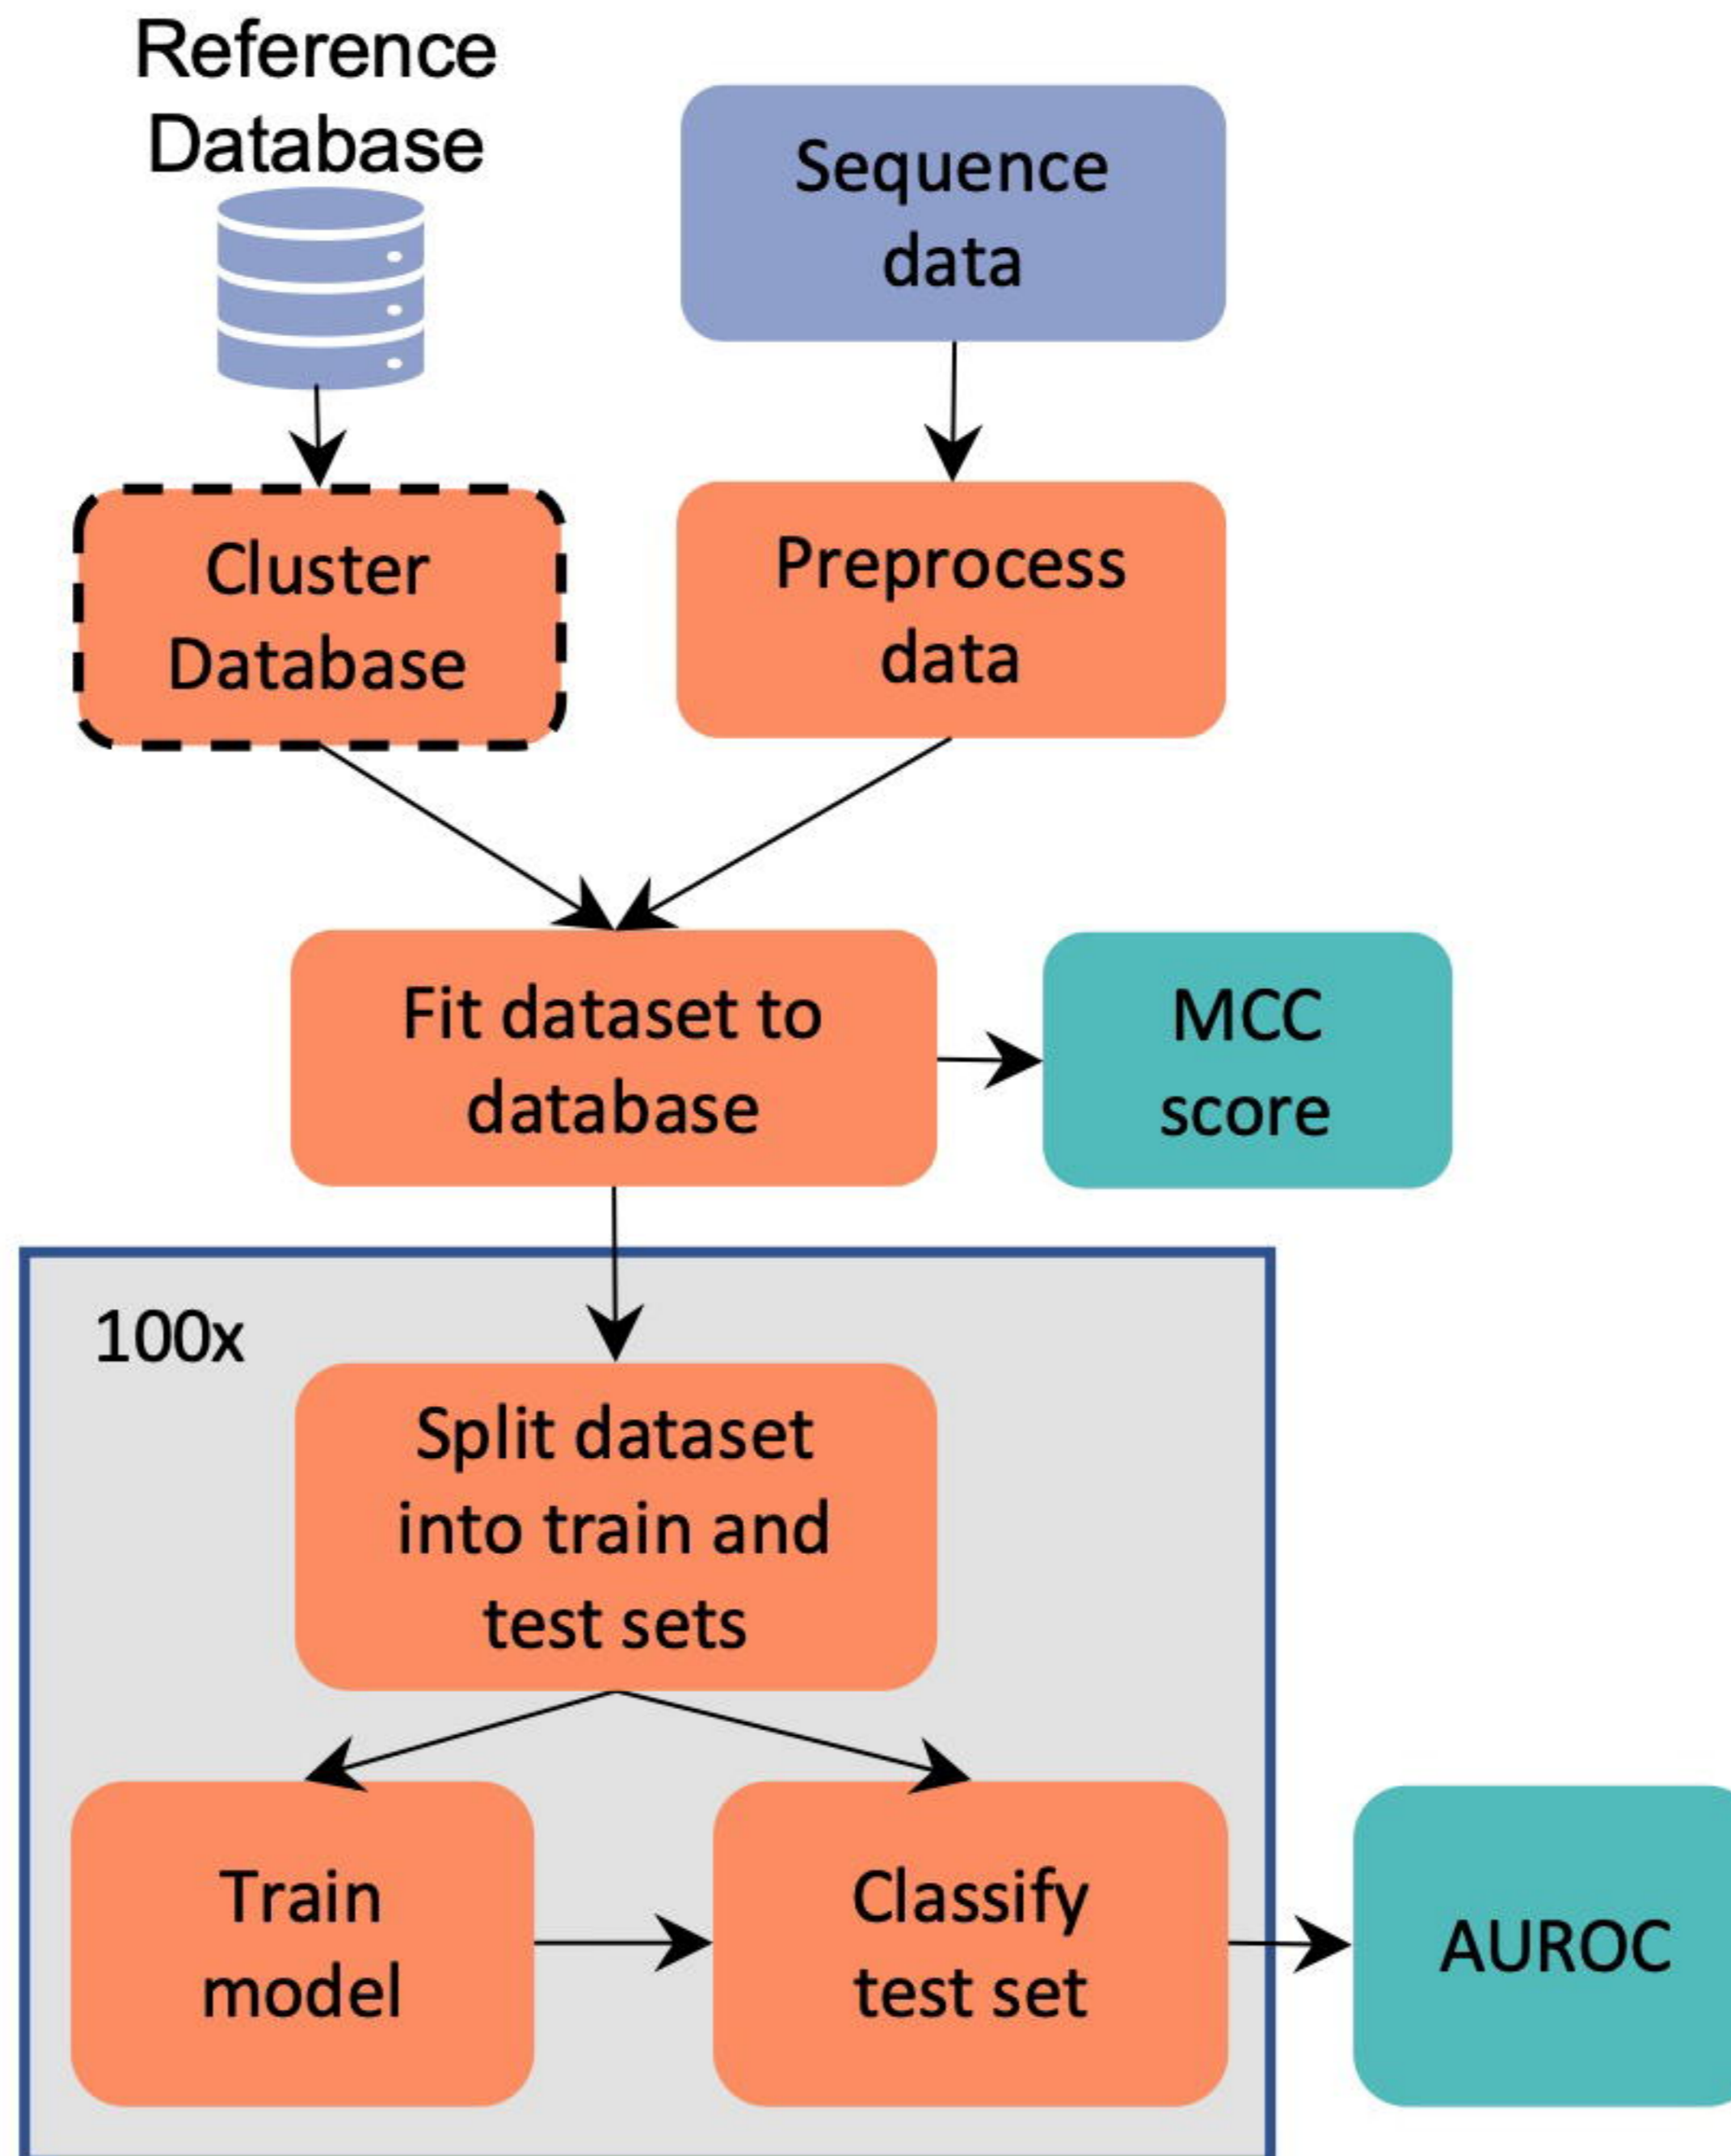 Reference
Database
Sequence
data
Cluster
Database
Preprocess
data
Fit dataset to
database
MCC
score
100x
Split dataset
into train and
test sets
Train
model
Classify
test set
AUROC